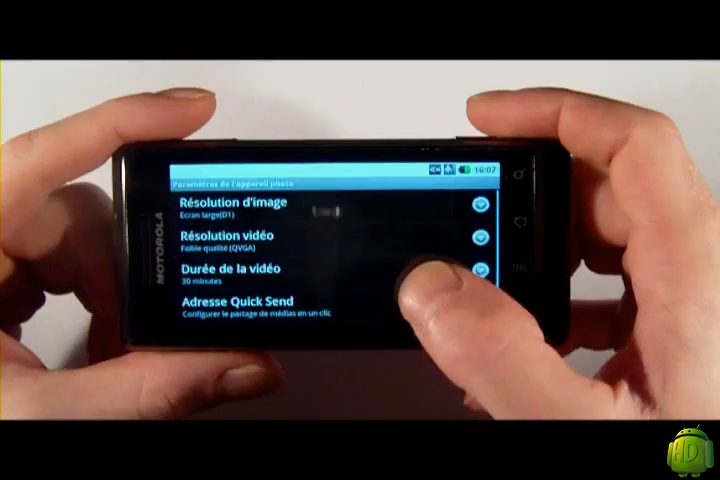 16:07
Paramètres de l'appareil photo
Résolution d'image
Ecran large(D1)
Résolution vidéo
Faible qualité (QVGA)
Durée de la vidéo
30 minutes
Adresse Quick Send
Configurer le partage de médias en un clic
MOTOROLA
HD